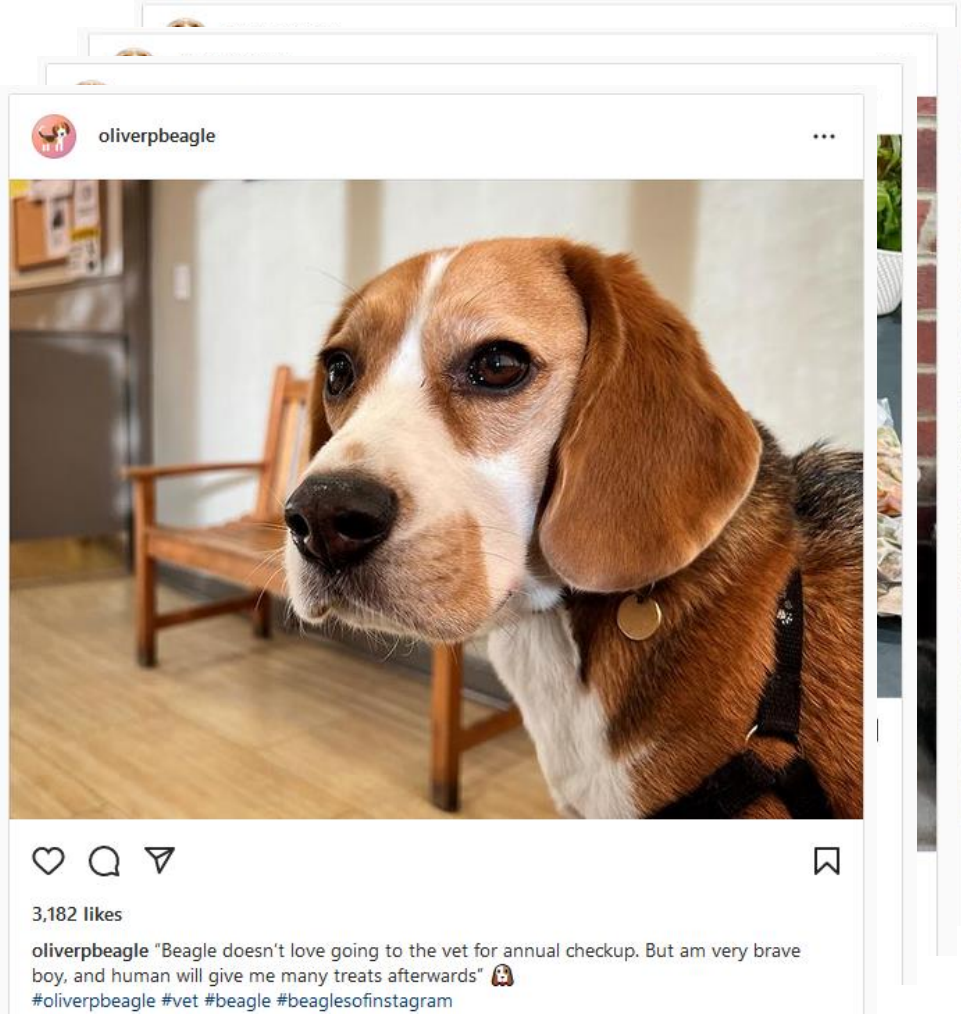 oliverpbeagle
3,182 likes
oliverpbeagle “Beagle doesn’t love going to the vet for annual checkup. But am very brave
boy, and human will give me many treats afterwards”
#oliverpbeagle #vet #beagle #beaglesofinstagram